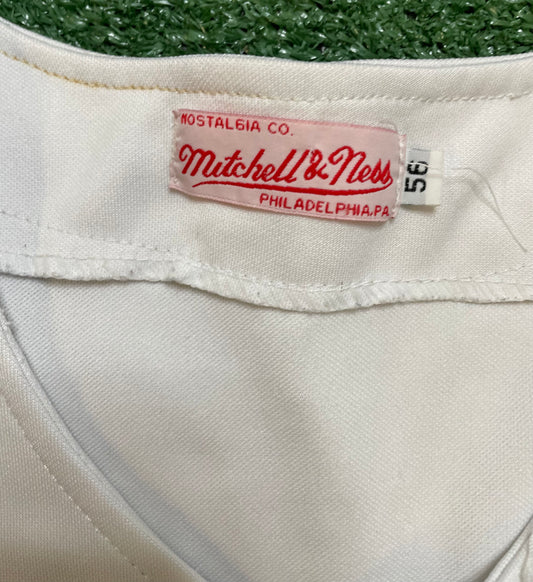 NOSTALGIA CO.
Mitchell & Ness
PHILADELPHIA.PA.
56